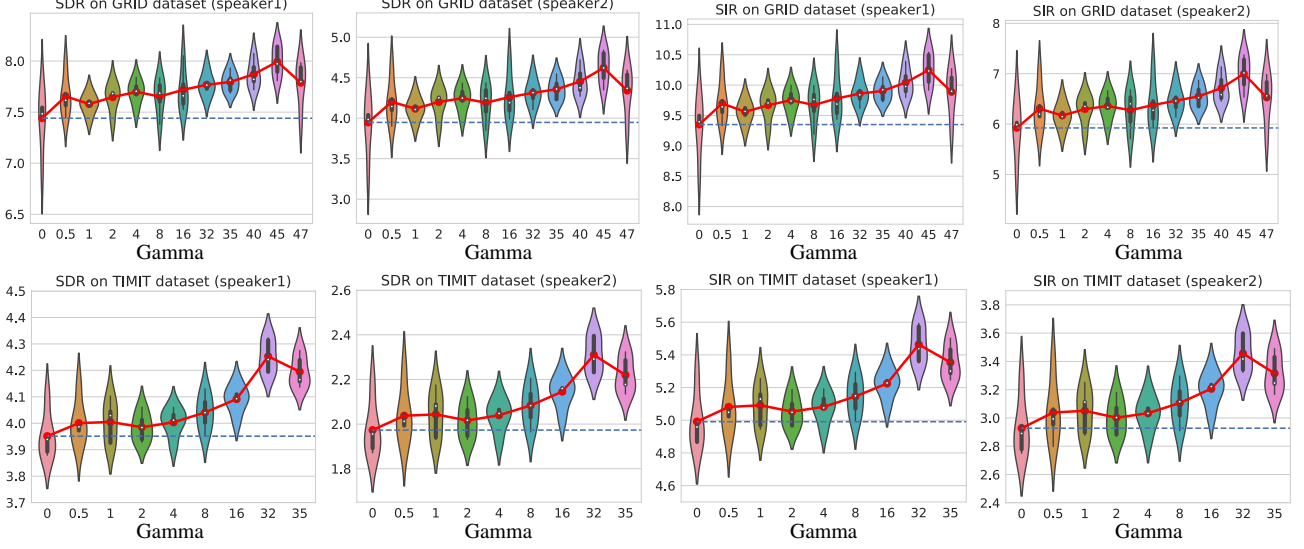 SDR on GRID dataset (speaker1)
8.0
7.5
7.0
6.5
0 0.5 1 2 4 8 16 32 35 40 45 47
Gamma
SDR on GRID dataset (speaker2)
5.0
4.5
4.0
3.5
3.0
0 0.5 1 2 4 8 16 32 35 40 45 47
Gamma
SIR on GRID dataset (speaker1)
11.0
10.5
10.0
9.5
9.0
8.5
8.0
0 0.5 1 2 4 8 16 32 35 40 45 47
Gamma
SIR on GRID dataset (speaker2)
8
7
6
5
0 0.5 1 2 4 8 16 32 35 40 45 47
Gamma
SDR on TIMIT dataset (speaker1)
4.5
4.4
4.3
4.2
4.1
4.0
3.9
3.8
3.7
0 0.5 1 2 4 8 16 32 35
Gamma
SDR on TIMIT dataset (speaker2)
2.6
2.4
2.2
2.0
1.8
0 0.5 1 2 4 8 16 32 35
Gamma
SIR on TIMIT dataset (speaker1)
5.8
5.6
5.4
5.2
5.0
4.8
4.6
0 0.5 1 2 4 8 16 32 35
Gamma
SIR on TIMIT dataset (speaker2)
3.8
3.6
3.4
3.2
3.0
2.8
2.6
2.4
0 0.5 1 2 4 8 16 32 35
Gamma